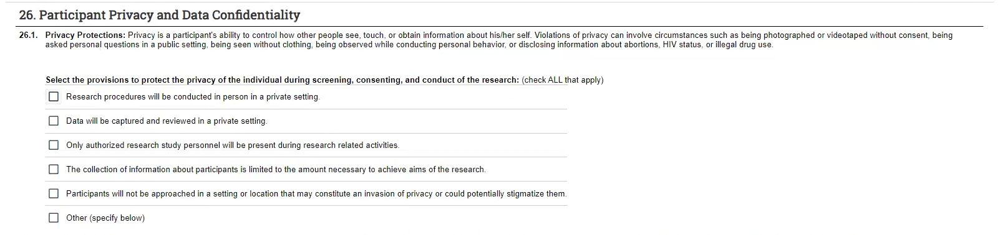 26. Participant Privacy and Data Confidentiality
26.1. Privacy Protections: Privacy is a participant's ability to control how other people see, touch, or obtain information about his/her self. Violations of privacy can involve circumstances such as being photographed or videotaped without consent, being
asked personal questions in a public setting, being seen without clothing, being observed while conducting personal behavior, or disclosing information about abortions, HIV status, or illegal drug use.
Select the provisions to protect the privacy of the individual during screening, consenting, and conduct of the research: (check ALL that apply)
Research procedures will be conducted in person in a private setting.
Data will be captured and reviewed in a private setting.
Only authorized research study personnel will be present during research related activities.
The collection of information about participants is limited to the amount necessary to achieve aims of the research.
Participants will not be approached in a setting or location that may constitute an invasion of privacy or could potentially stigmatize them.
Other (specify below)